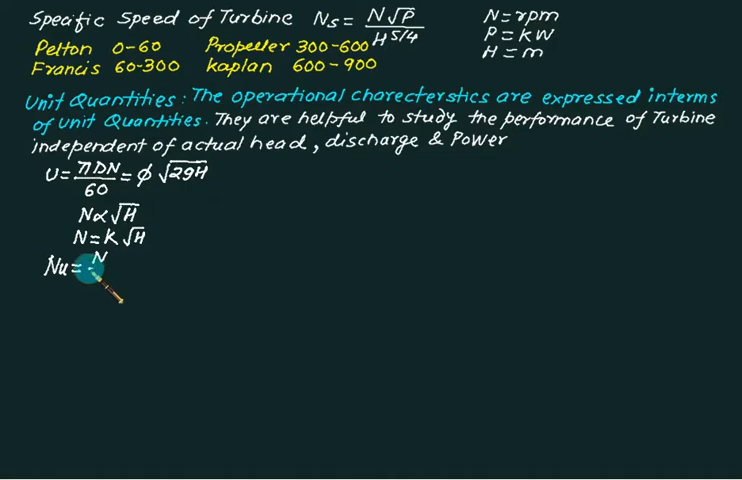 Specific Speed of Turbine Ns = N√P / H^5/4 N = rpm
P = kW
H = m
Pelton 0-60 Propeller 300-600
Francis 60-300 kaplan 600-900
Unit Quantities: The operational charecterstics are expressed interms
of Unit Quantities. They are helpful to study the performance of Turbine
independent of actual head, discharge & Power
U = πDN / 60 = ϕ √2gH
N∝ √H
N = K √H
Nu = N